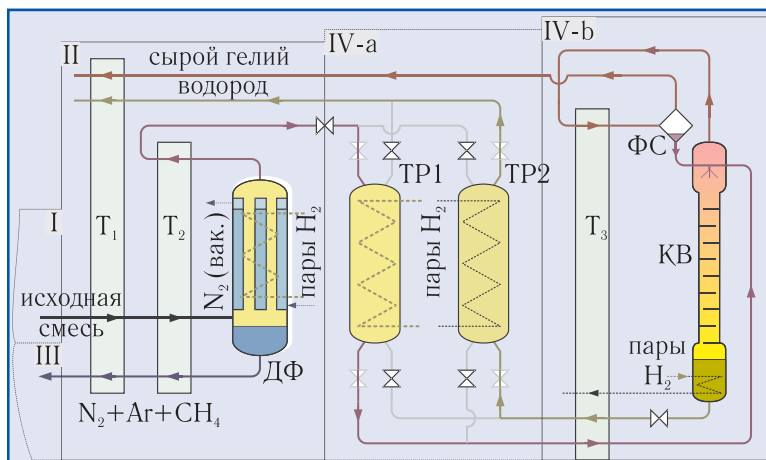 II
сырой гелий
водород
IV-a
IV-b
I
T₁
T₂
N₂ (вак.)
пары H₂
ТР1
пары H₂
ТР2
T₃
ФС
КВ
исходная
смесь
III
ДФ
N₂+Ar+CH₄
пары
H₂